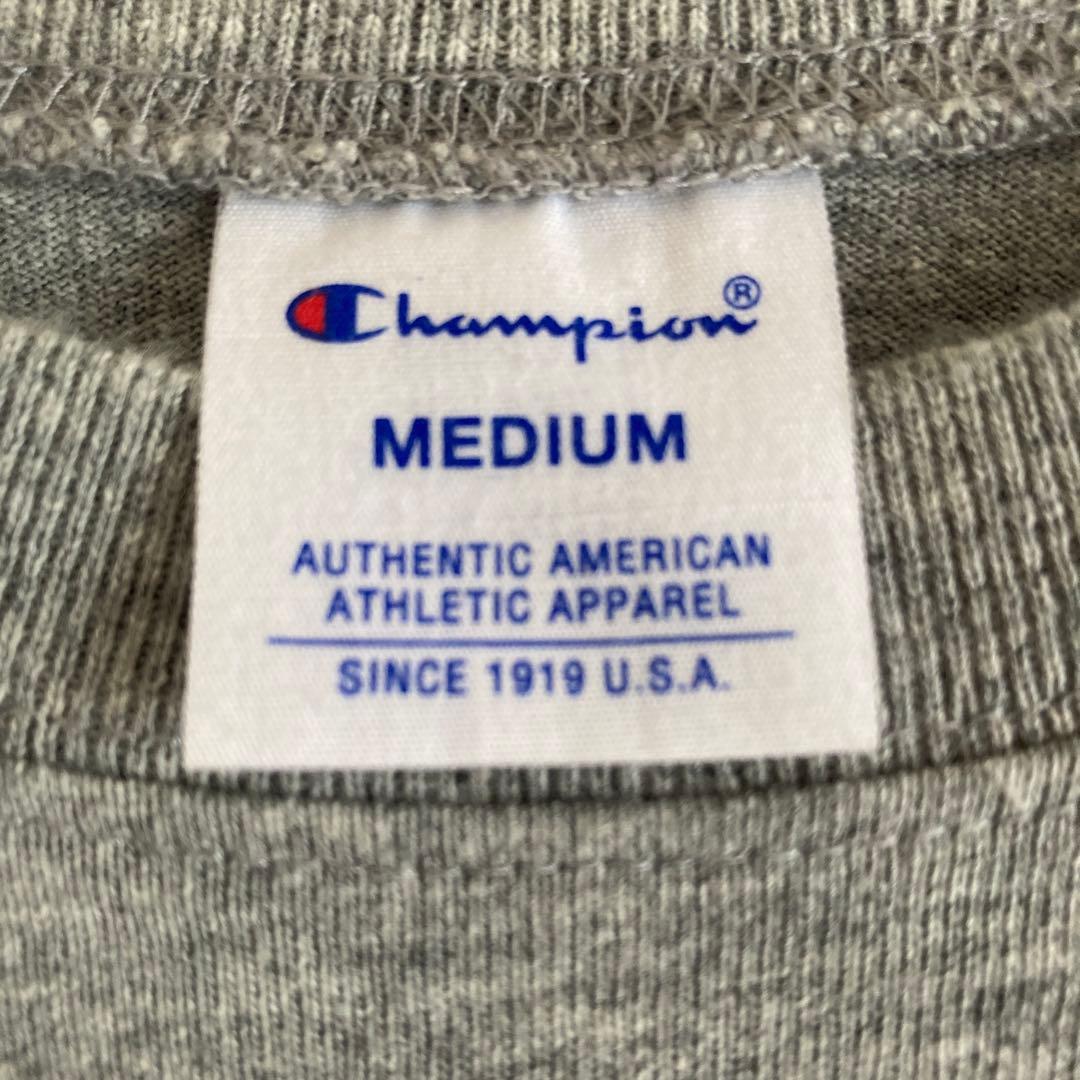 Champion®
MEDIUM
AUTHENTIC AMERICAN
ATHLETIC APPAREL
SINCE 1919 U.S.A.